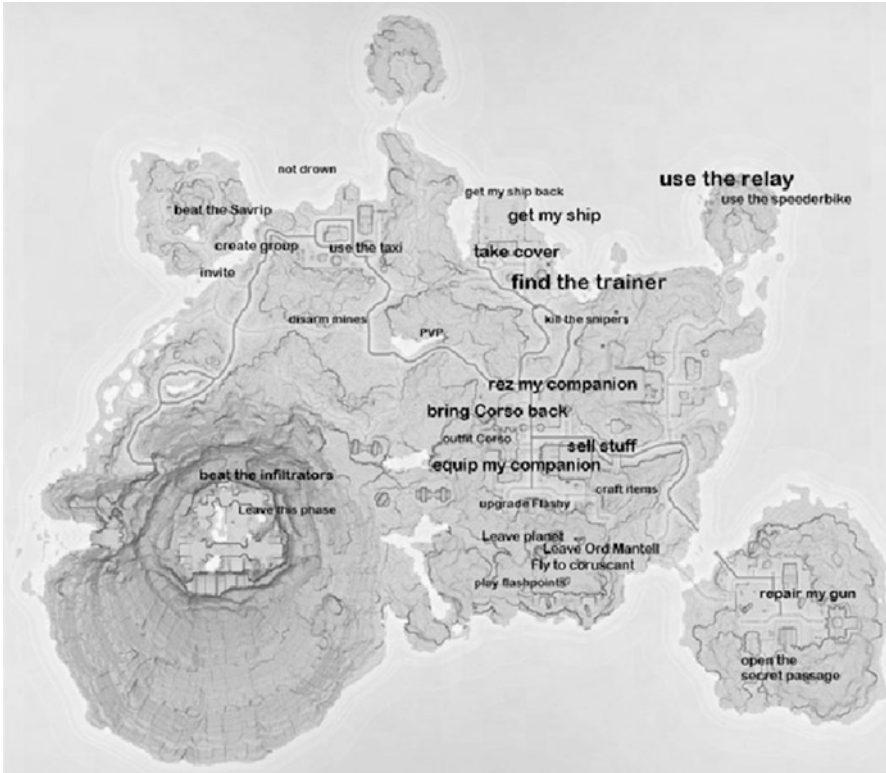 not drown
use the relay
get my ship back
use the speederbike
beat the Savrip
get my ship
create group
use the taxi
take cover
invite
find the trainer
disarm mines
kill the snipers
PVP
rez my companion
bring Corso back
outfit Corso
sell stuff
equip my companion
beat the infiltrators
craft items
upgrade Flashy
Leave this phase
Leave planet
Leave Ord Mantell
Fly to coruscant
play flashpoints
repair my gun
open the
secret passage